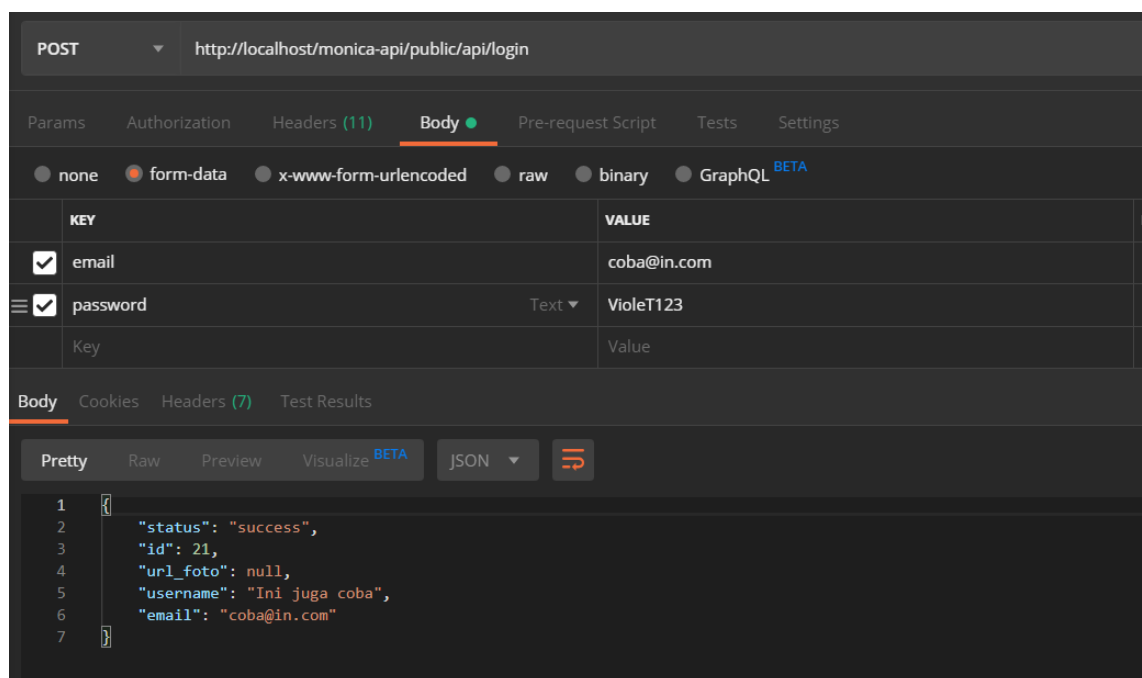 POST http://localhost/monica-api/public/api/login
Params Authorization Headers (11) Body Pre-request Script Tests Settings
none form-data x-www-form-urlencoded raw binary GraphQL BETA
KEY VALUE
email coba@in.com
password Text VioleT123
Key Value
Body Cookies Headers (7) Test Results
Pretty Raw Preview Visualize BETA JSON
1 {
2 "status": "success",
3 "id": 21,
4 "url_foto": null,
5 "username": "Ini juga coba",
6 "email": "coba@in.com"
7 }